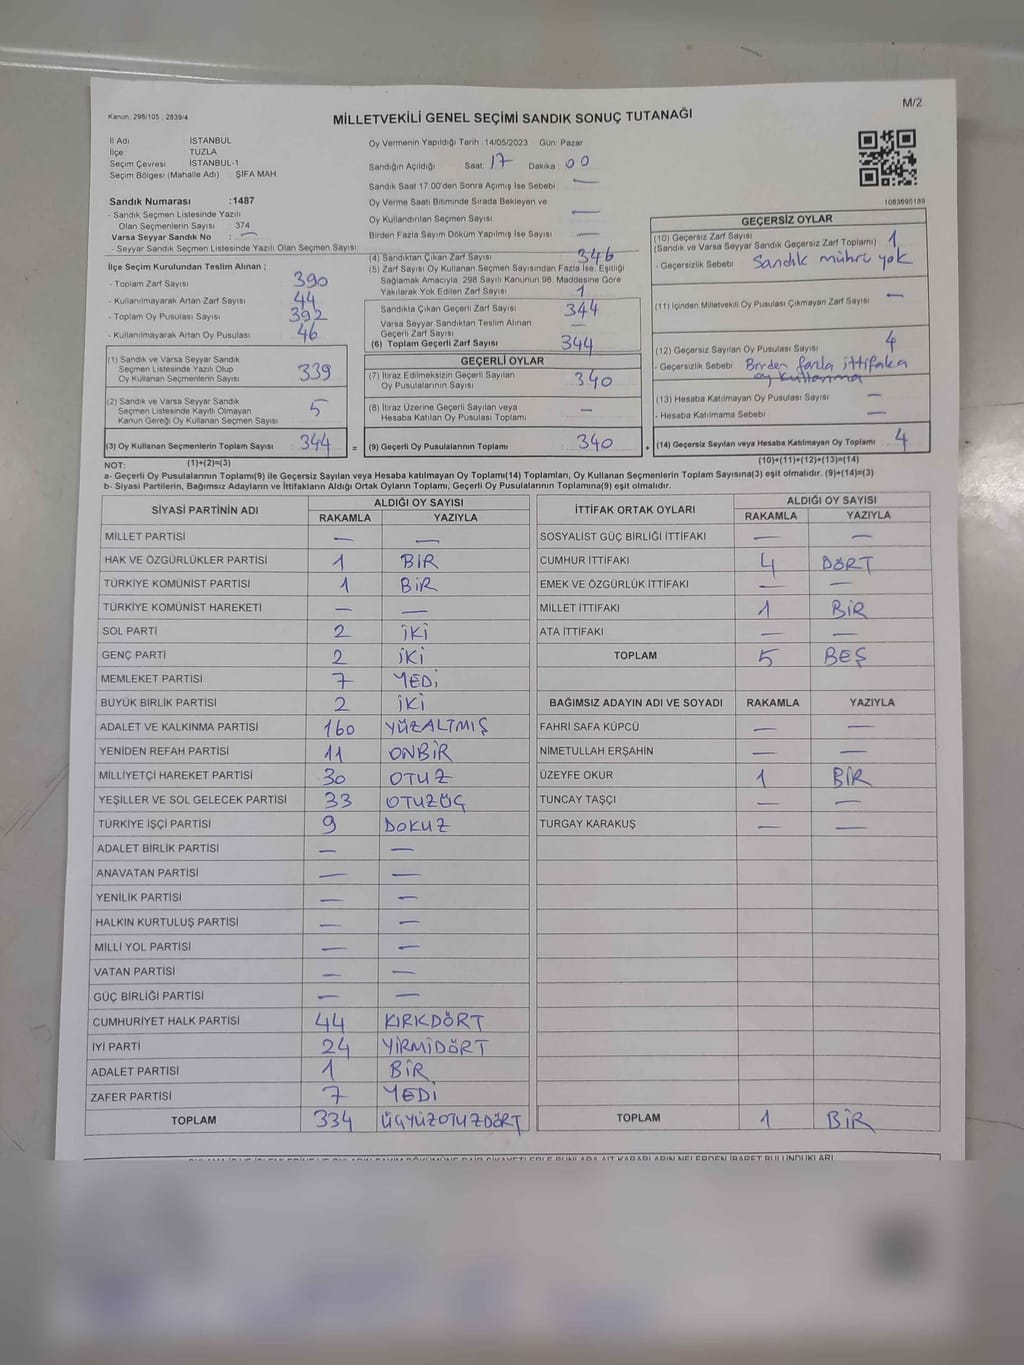 Kanun. 298/105 . 2839/4
MİLLETVEKİLİ GENEL SEÇİMİ SANDIK SONUÇ TUTANAĞI
M/2
İl Adı İSTANBUL
İlçe TUZLA
Seçim Çevresi İSTANBUL-1
Seçim Bölgesi (Mahalle Adı) ŞİFA MAH.
Sandık Numarası :1487
- Sandık Seçmen Listesinde Yazılı
Olan Seçmenlerin Sayısı 374
Varsa Seyyar Sandık No : —
- Seyyar Sandık Seçmen Listesinde Yazılı Olan Seçmen Sayısı:
Oy Vermenin Yapıldığı Tarih :14/05/2023 Gün Pazar
Sandığın Açıldığı Saat. 17 Dakika 00
Sandık Saat 17.00'den Sonra Açımış İse Sebebi —
Oy Verme Saati Bitiminde Sırada Bekleyen ve
Oy Kullandırılan Seçmen Sayısı —
Birden Fazla Sayım Döküm Yapılmış İse Sayısı —
1083695189
İlçe Seçim Kurulundan Teslim Alınan ;
- Toplam Zarf Sayısı 390
- Kullanılmayarak Artan Zarf Sayısı 44
- Toplam Oy Pusulası Sayısı 392
- Kullanılmayarak Artan Oy Pusulası 46
(1) Sandık ve Varsa Seyyar Sandık
Seçmen Listesinde Yazılı Olup
Oy Kullanan Seçmenlerin Sayısı 339
(2) Sandık ve Varsa Seyyar Sandık
Seçmen Listesinde Kayıtlı Olmayan
Kanun Gereği Oy Kullanan Seçmen Sayısı 5
(3) Oy Kullanan Seçmenlerin Toplam Sayısı 344 =
(4) Sandıktan Çıkan Zarf Sayısı 346
(5) Zarf Sayısı Oy Kullanan Seçmen Sayısından Fazla İse, Eşitliği
Sağlamak Amacıyla, 298 Sayılı Kanunun 98. Maddesine Göre
Yakılarak Yok Edilen Zarf Sayısı 1
Sandıkta Çıkan Geçerli Zarf Sayısı 344
Varsa Seyyar Sandıktan Teslim Alınan
Geçerli Zarf Sayısı —
(6) Toplam Geçerli Zarf Sayısı 344
GEÇERLİ OYLAR
(7) İtiraz Edilmeksizin Geçerli Sayılan
Oy Pusulasının Sayısı 340
(8) İtiraz Üzerine Geçerli Sayılan veya
Hesaba Katılan Oy Pusulası Toplamı —
(9) Geçerli Oy Pusulalarının Toplamı 340 +
GEÇERSİZ OYLAR
(10) Geçersiz Zarf Sayısı
(Sandık ve Varsa Seyyar Sandık Geçersiz Zarf Toplamı) 1
- Geçersizlik Sebebi Sandık mührü yok
(11) İçinden Milletvekili Oy Pusulası Çıkmayan Zarf Sayısı —
(12) Geçersiz Sayılan Oy Pusulası Sayısı 4
- Geçersizlik Sebebi Birden fazla ittifaka
oy kullanma
(13) Hesaba Katılmayan Oy Pusulası Sayısı —
- Hesaba Katılmama Sebebi —
(14) Geçersiz Sayılan veya Hesaba Katılmayan Oy Toplamı 4
NOT: (1)+(2)=(3) (10)+(11)+(12)+(13)=(14)
a- Geçerli Oy Pusulalarının Toplamı(9) ile Geçersiz Sayılan veya Hesaba katılmayan Oy Toplamı(14) Toplamları, Oy Kullanan Seçmenlerin Toplam Sayısına(3) eşit olmalıdır. (9)+(14)=(3)
b- Siyasi Partilerin, Bağımsız Adayların ve İttifakların Aldığı Ortak Oyların Toplamı, Geçerli Oy Pusulalarının Toplamına(9) eşit olmalıdır.
SİYASİ PARTİNİN ADI ALDIĞI OY SAYISI
RAKAMLA YAZIYLA
MİLLET PARTİSİ — —
HAK VE ÖZGÜRLÜKLER PARTİSİ 1 BİR
TÜRKİYE KOMÜNİST PARTİSİ 1 BİR
TÜRKİYE KOMÜNİST HAREKETİ — —
SOL PARTİ 2 İKİ
GENÇ PARTİ 2 İKİ
MEMLEKET PARTİSİ 7 YEDİ
BÜYÜK BİRLİK PARTİSİ 2 İKİ
ADALET VE KALKINMA PARTİSİ 160 YÜZALTMIŞ
YENİDEN REFAH PARTİSİ 11 ONBİR
MİLLİYETÇİ HAREKET PARTİSİ 30 OTUZ
YEŞİLLER VE SOL GELECEK PARTİSİ 33 OTUZÜÇ
TÜRKİYE İŞÇİ PARTİSİ 9 DOKUZ
ADALET BİRLİK PARTİSİ — —
ANAVATAN PARTİSİ — —
YENİLİK PARTİSİ — —
HALKIN KURTULUŞ PARTİSİ — —
MİLLİ YOL PARTİSİ — —
VATAN PARTİSİ — —
GÜÇ BİRLİĞİ PARTİSİ — —
CUMHURİYET HALK PARTİSİ 44 KIRKDÖRT
İYİ PARTİ 24 YİRMİDÖRT
ADALET PARTİSİ 1 BİR
ZAFER PARTİSİ 7 YEDİ
TOPLAM 334 ÜÇYÜZOTUZDÖRT
İTTİFAK ORTAK OYLARI ALDIĞI OY SAYISI
RAKAMLA YAZIYLA
SOSYALİST GÜÇ BİRLİĞİ İTTİFAKI — —
CUMHUR İTTİFAKI 4 DÖRT
EMEK VE ÖZGÜRLÜK İTTİFAKI — —
MİLLET İTTİFAKI 1 BİR
ATA İTTİFAKI — —
TOPLAM 5 BEŞ
BAĞIMSIZ ADAYIN ADI VE SOYADI RAKAMLA YAZIYLA
FAHRİ SAFA KÜPCÜ — —
NİMETULLAH ERŞAHİN — —
ÜZEYFE OKUR 1 BİR
TUNCAY TAŞÇI — —
TURGAY KARAKUŞ — —
TOPLAM 1 BİR